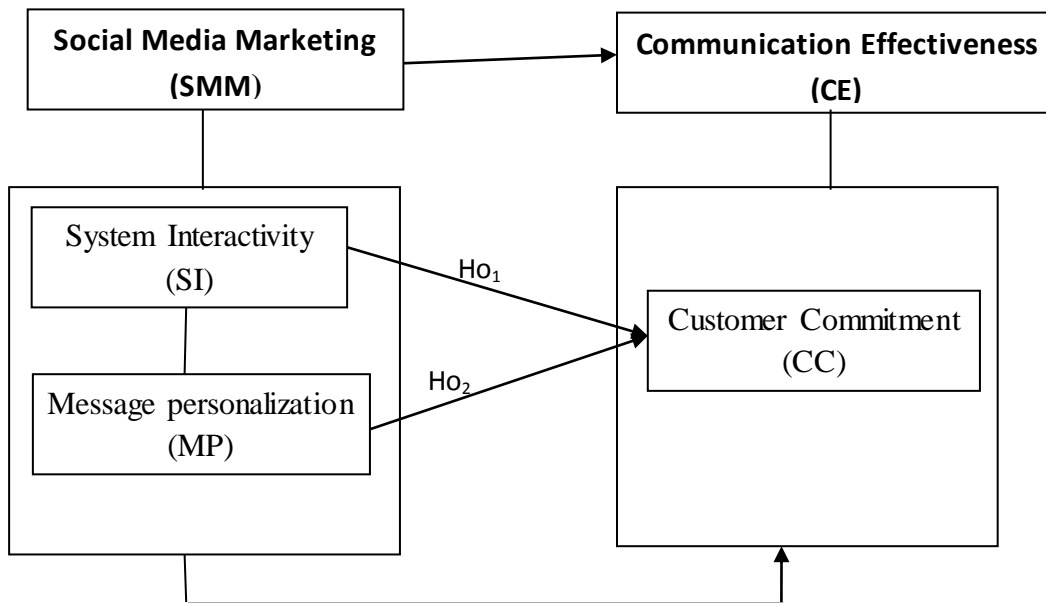 Social Media Marketing
(SMM)
Communication Effectiveness
(CE)
System Interactivity
(SI)
Ho₁
Customer Commitment
(CC)
Ho₂
Message personalization
(MP)